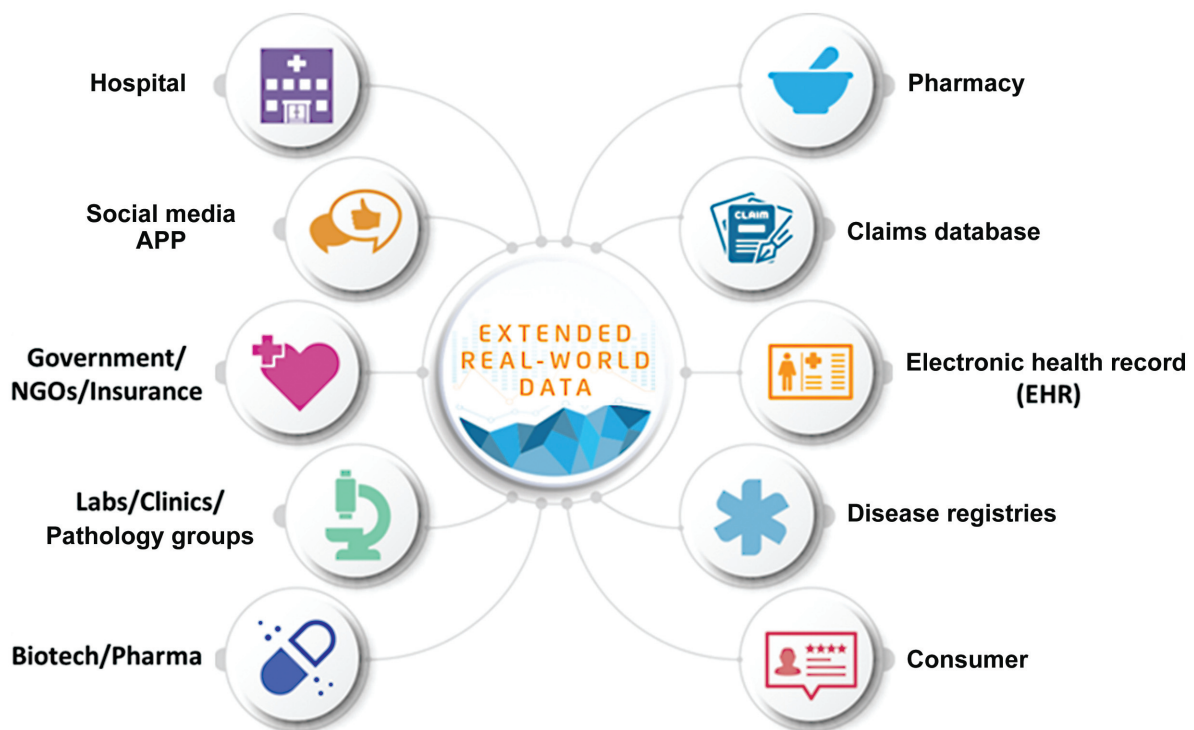 Hospital
Pharmacy
Social media
APP
CLAIM
Claims database
EXTENDED
REAL-WORLD
DATA
Government/
NGOs/Insurance
Electronic health record
(EHR)
Labs/Clinics/
Pathology groups
Disease registries
Biotech/Pharma
Consumer